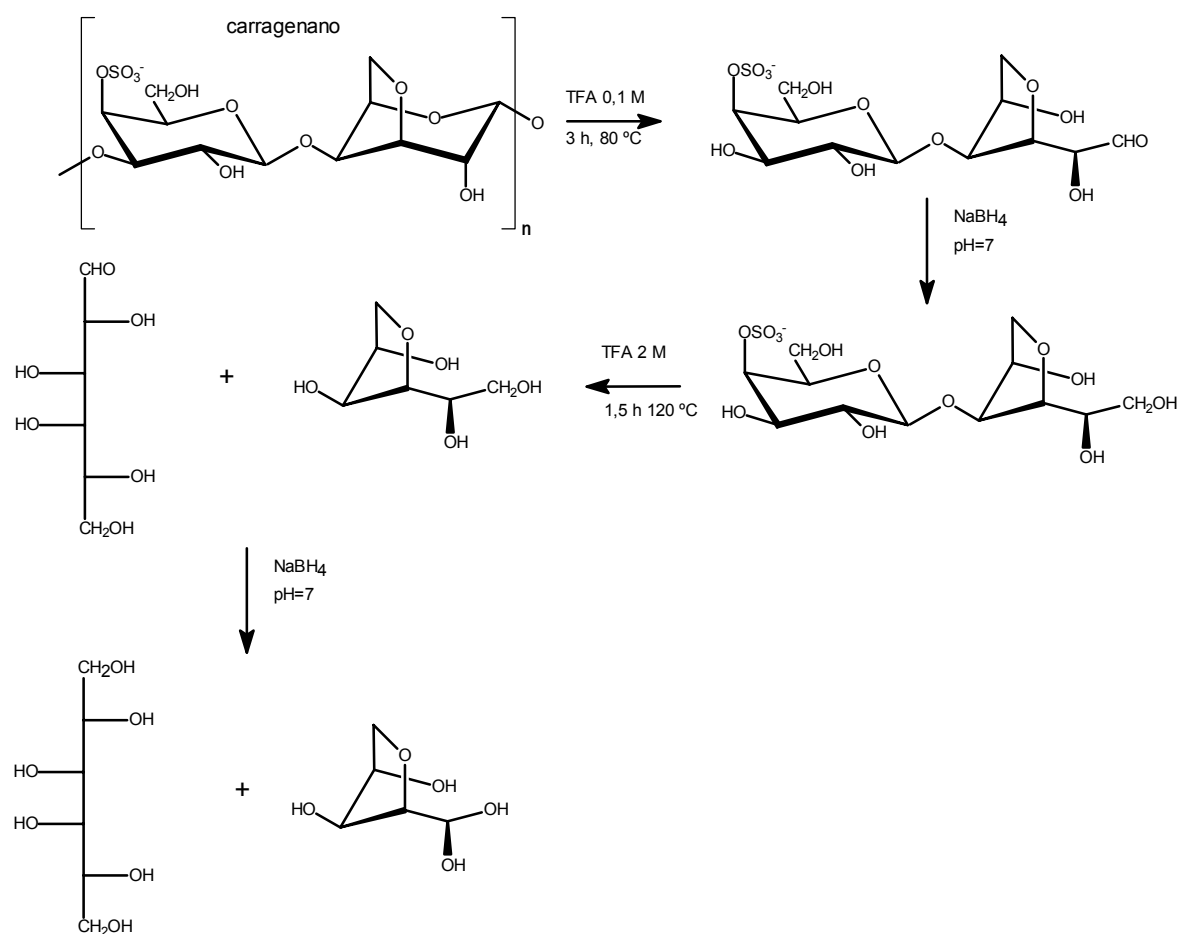 carragenano
OSO3-
CH2OH
O
O
O
O
OH
O
O
OH
n
TFA 0,1 M
3 h, 80 ºC
OSO3-
CH2OH
O
HO
OH
O
O
OH
CHO
OH
NaBH4
pH=7
OSO3-
CH2OH
O
HO
OH
O
O
OH
CH2OH
OH
TFA 2 M
1,5 h 120 ºC
CHO
OH
HO
HO
OH
CH2OH
+
O
OH
HO
CH2OH
OH
NaBH4
pH=7
CH2OH
OH
HO
HO
OH
CH2OH
+
O
OH
HO
OH
OH